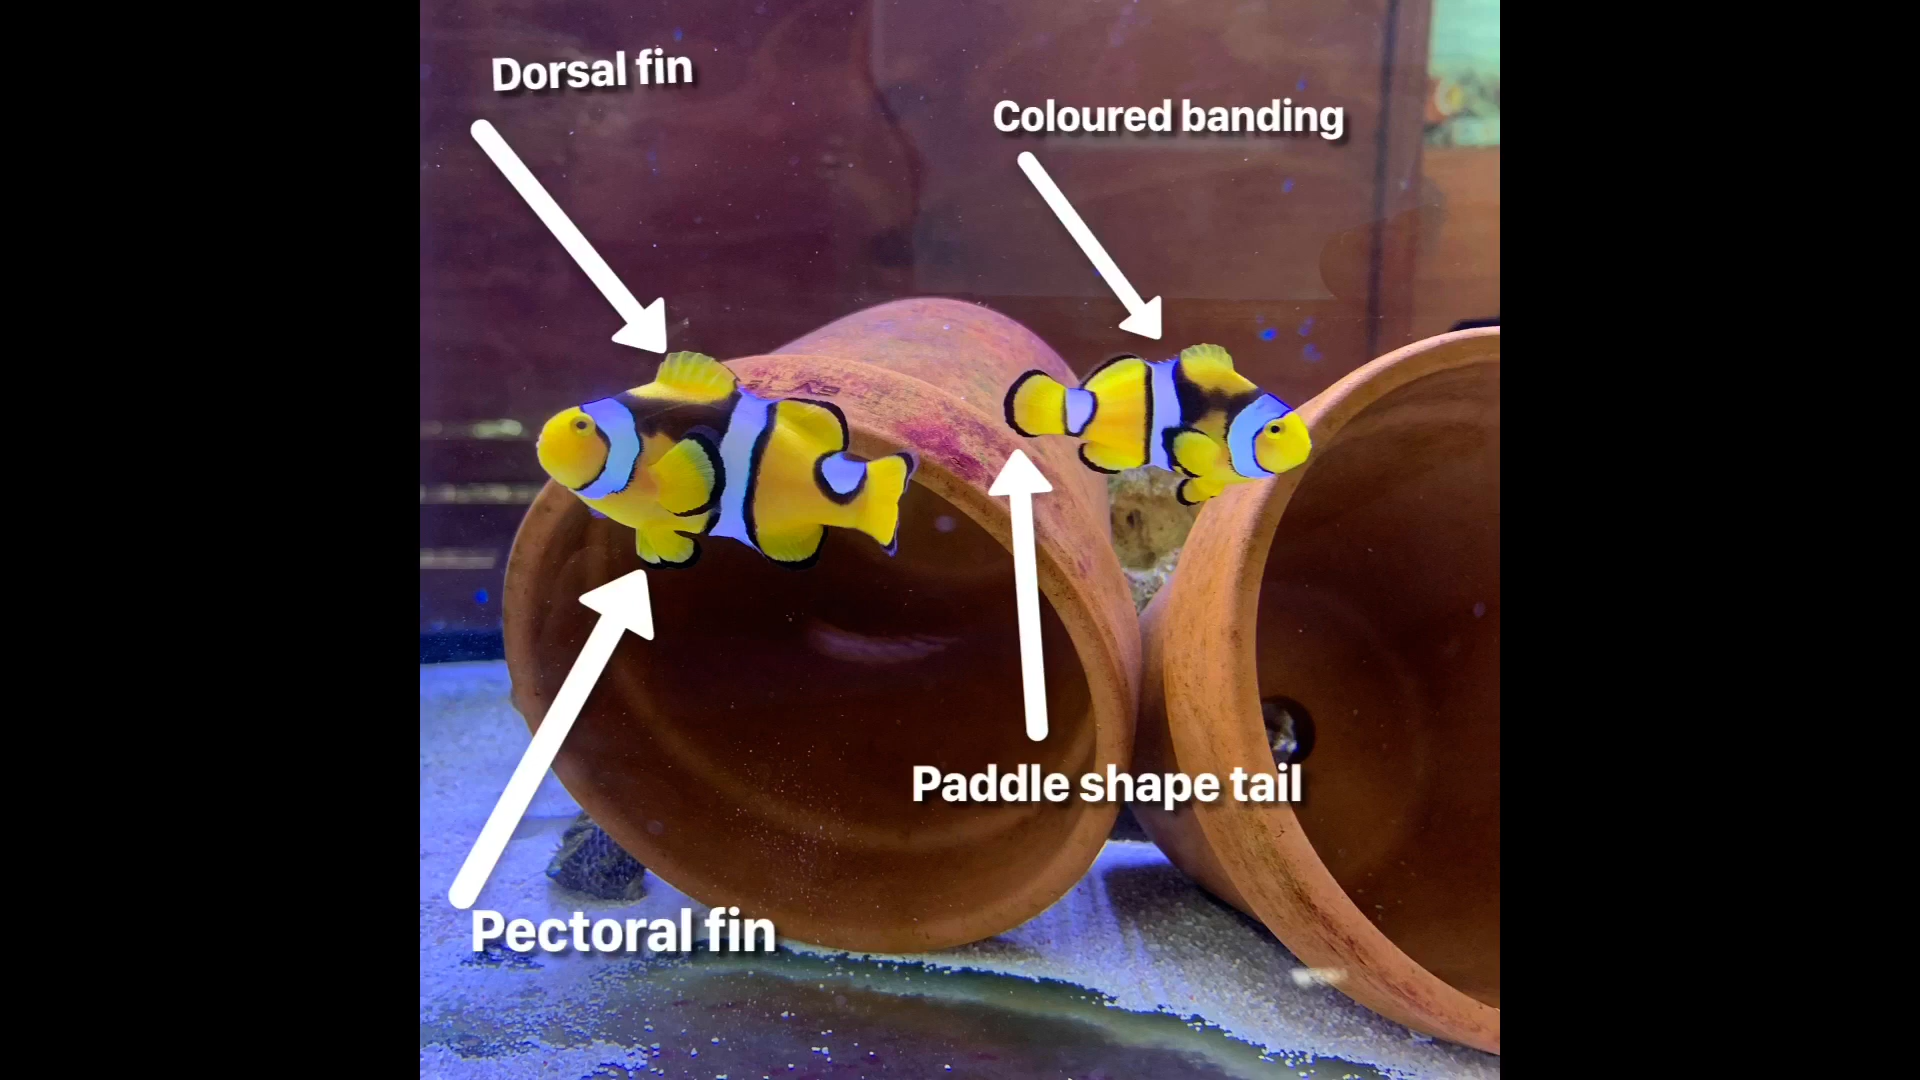 Dorsal fin
Coloured banding
Paddle shape tail
Pectoral fin